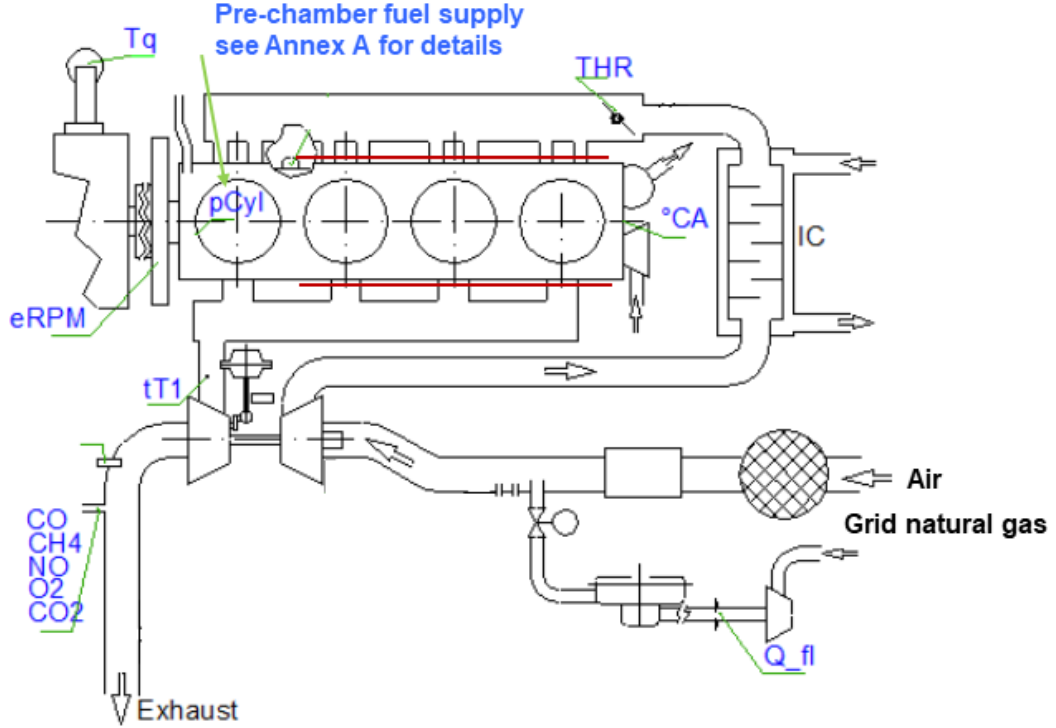 Pre-chamber fuel supply
see Annex A for details
Tq
THR
pCyl
°CA
IC
eRPM
tT1
Air
Grid natural gas
CO
CH4
NO
O2
CO2
Q_fl
Exhaust